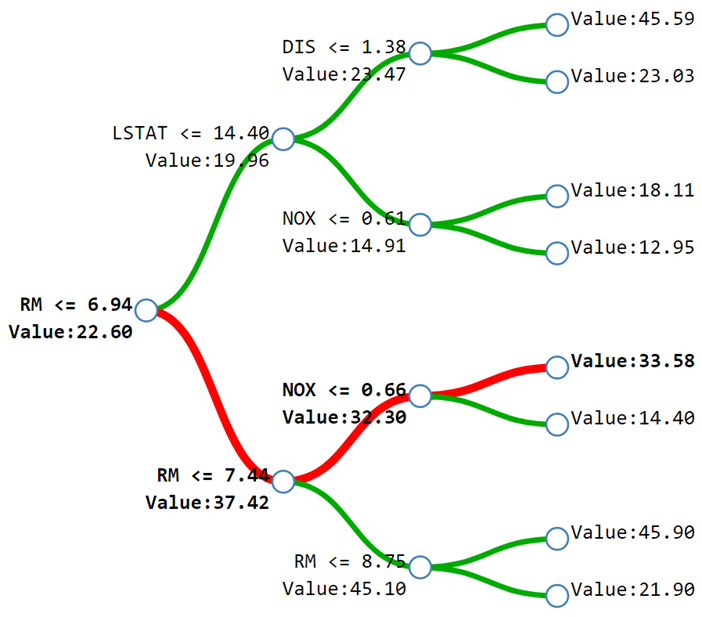 DIS <= 1.38
Value:23.47
Value:45.59
Value:23.03
LSTAT <= 14.40
Value:19.96
NOX <= 0.61
Value:14.91
Value:18.11
Value:12.95
RM <= 6.94
Value:22.60
NOX <= 0.66
Value:32.30
Value:33.58
Value:14.40
RM <= 7.44
Value:37.42
RM <= 8.75
Value:45.10
Value:45.90
Value:21.90